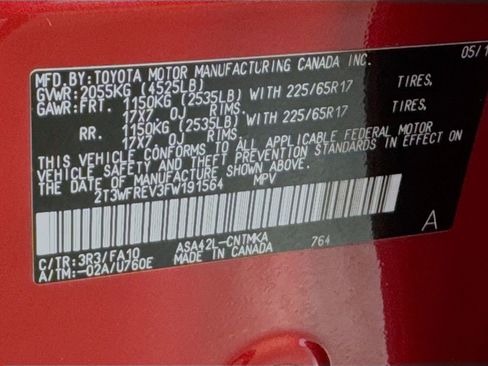 MFD.BY:TOYOTA MOTOR MANUFACTURING CANADA INC. 05/1
GVWR:2055KG (4525LB)
GAWR:FRT. 1150KG (2535LB) WITH 225/65R17 TIRES,
17X7. OJ RIMS.
RR. 1150KG (2535LB) WITH 225/65R17 TIRES,
17X7. OJ RIMS.
THIS VEHICLE CONFORMS TO ALL APPLICABLE FEDERAL MOTOR
VEHICLE SAFETY AND THEFT PREVENTION STANDARDS IN EFFECT ON
THE DATE OF MANUFACTURE SHOWN ABOVE.
2T3WFREV3FW191564 MPV
C/TR:3R3/FA10 ASA42L-CNTMKA 764 A
A/TM:-02A/U760E MADE IN CANADA